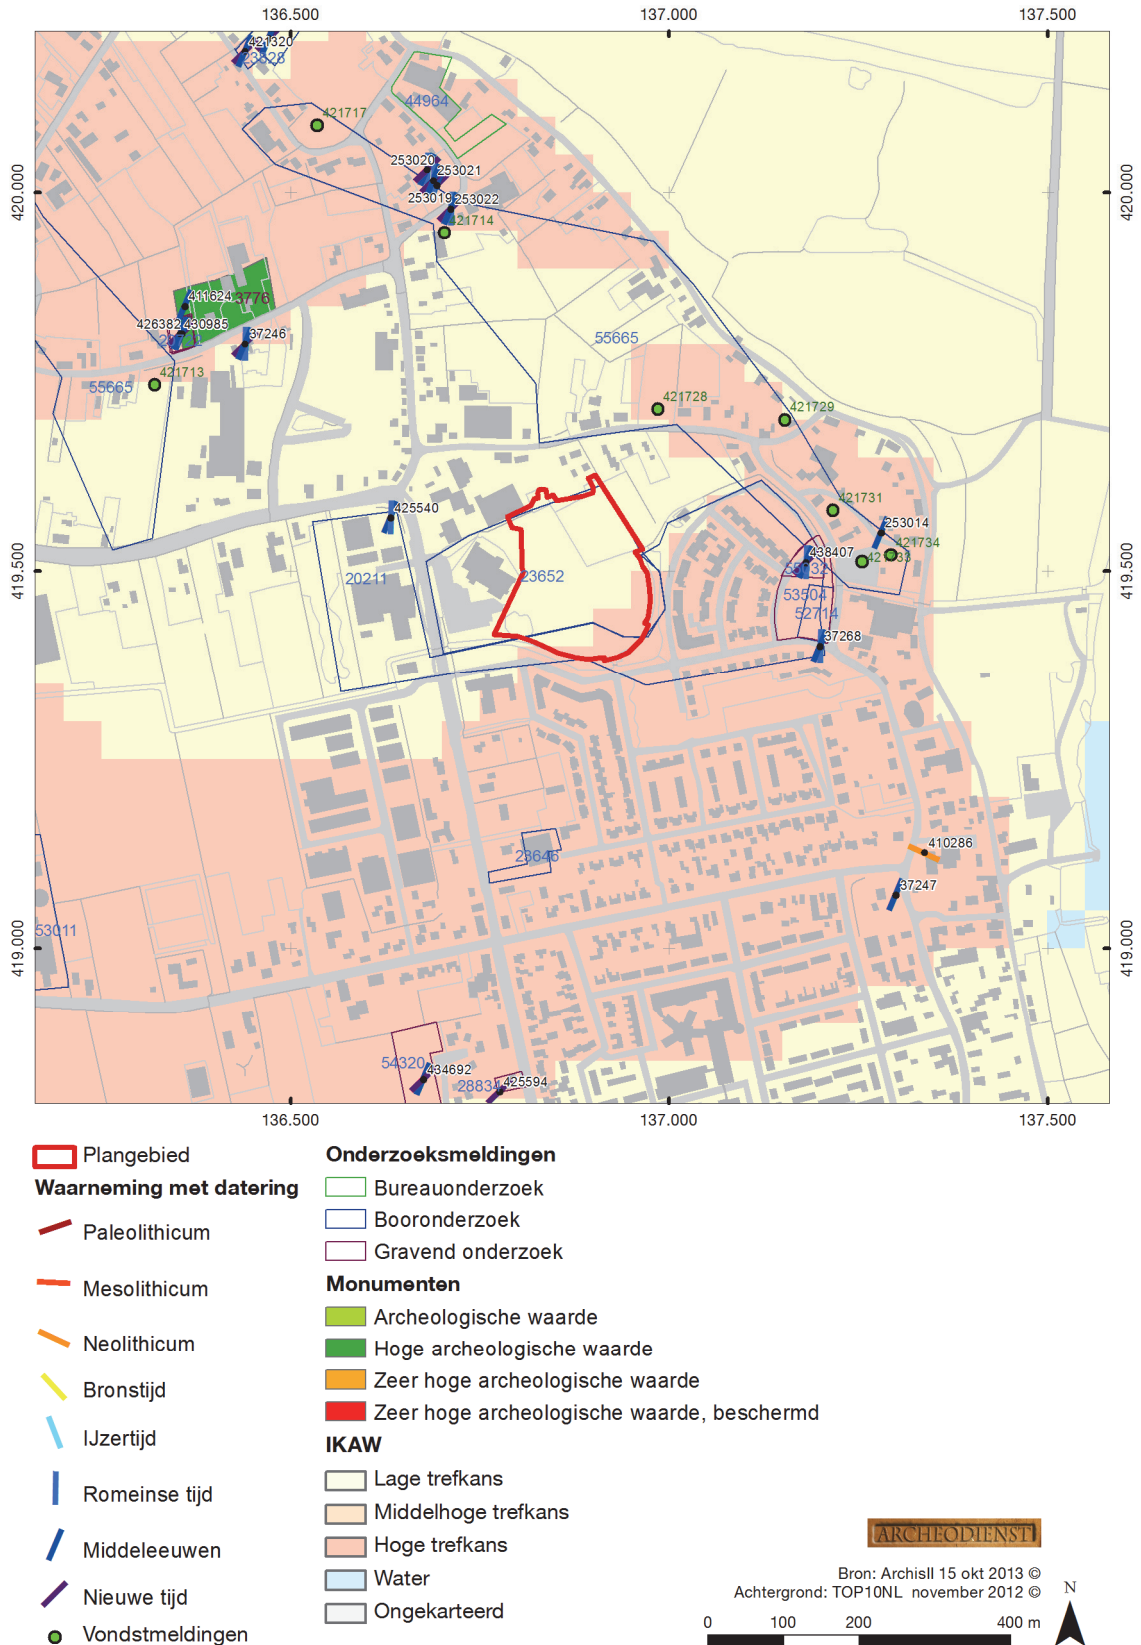 136.500 137.000 137.500
421320
23828
44964
421717
253020
253021
420.000 420.000
253019 253022
421714
411624 3776
426382 430985
37246
55665
421713
55665
421728
421729
421731
425540
253014
421734
438407
419.500 419.500
20211
23652
53504
52714
37268
23646
410286
37247
53011
419.000 419.000
54320
434692
28834 425594
136.500 137.000 137.500
Plangebied
Waarneming met datering
Paleolithicum
Mesolithicum
Neolithicum
Bronstijd
IJzertijd
Romeinse tijd
Middeleeuwen
Nieuwe tijd
Vondstmeldingen
Onderzoeksmeldingen
Bureauonderzoek
Booronderzoek
Gravend onderzoek
Monumenten
Archeologische waarde
Hoge archeologische waarde
Zeer hoge archeologische waarde
Zeer hoge archeologische waarde, beschermd
IKAW
Lage trefkans
Middelhoge trefkans
Hoge trefkans
Water
Ongekarteerd
ARCHEODIENST
Bron: ArchisII 15 okt 2013 ©
Achtergrond: TOP10NL november 2012 ©
N
0 100 200 400 m